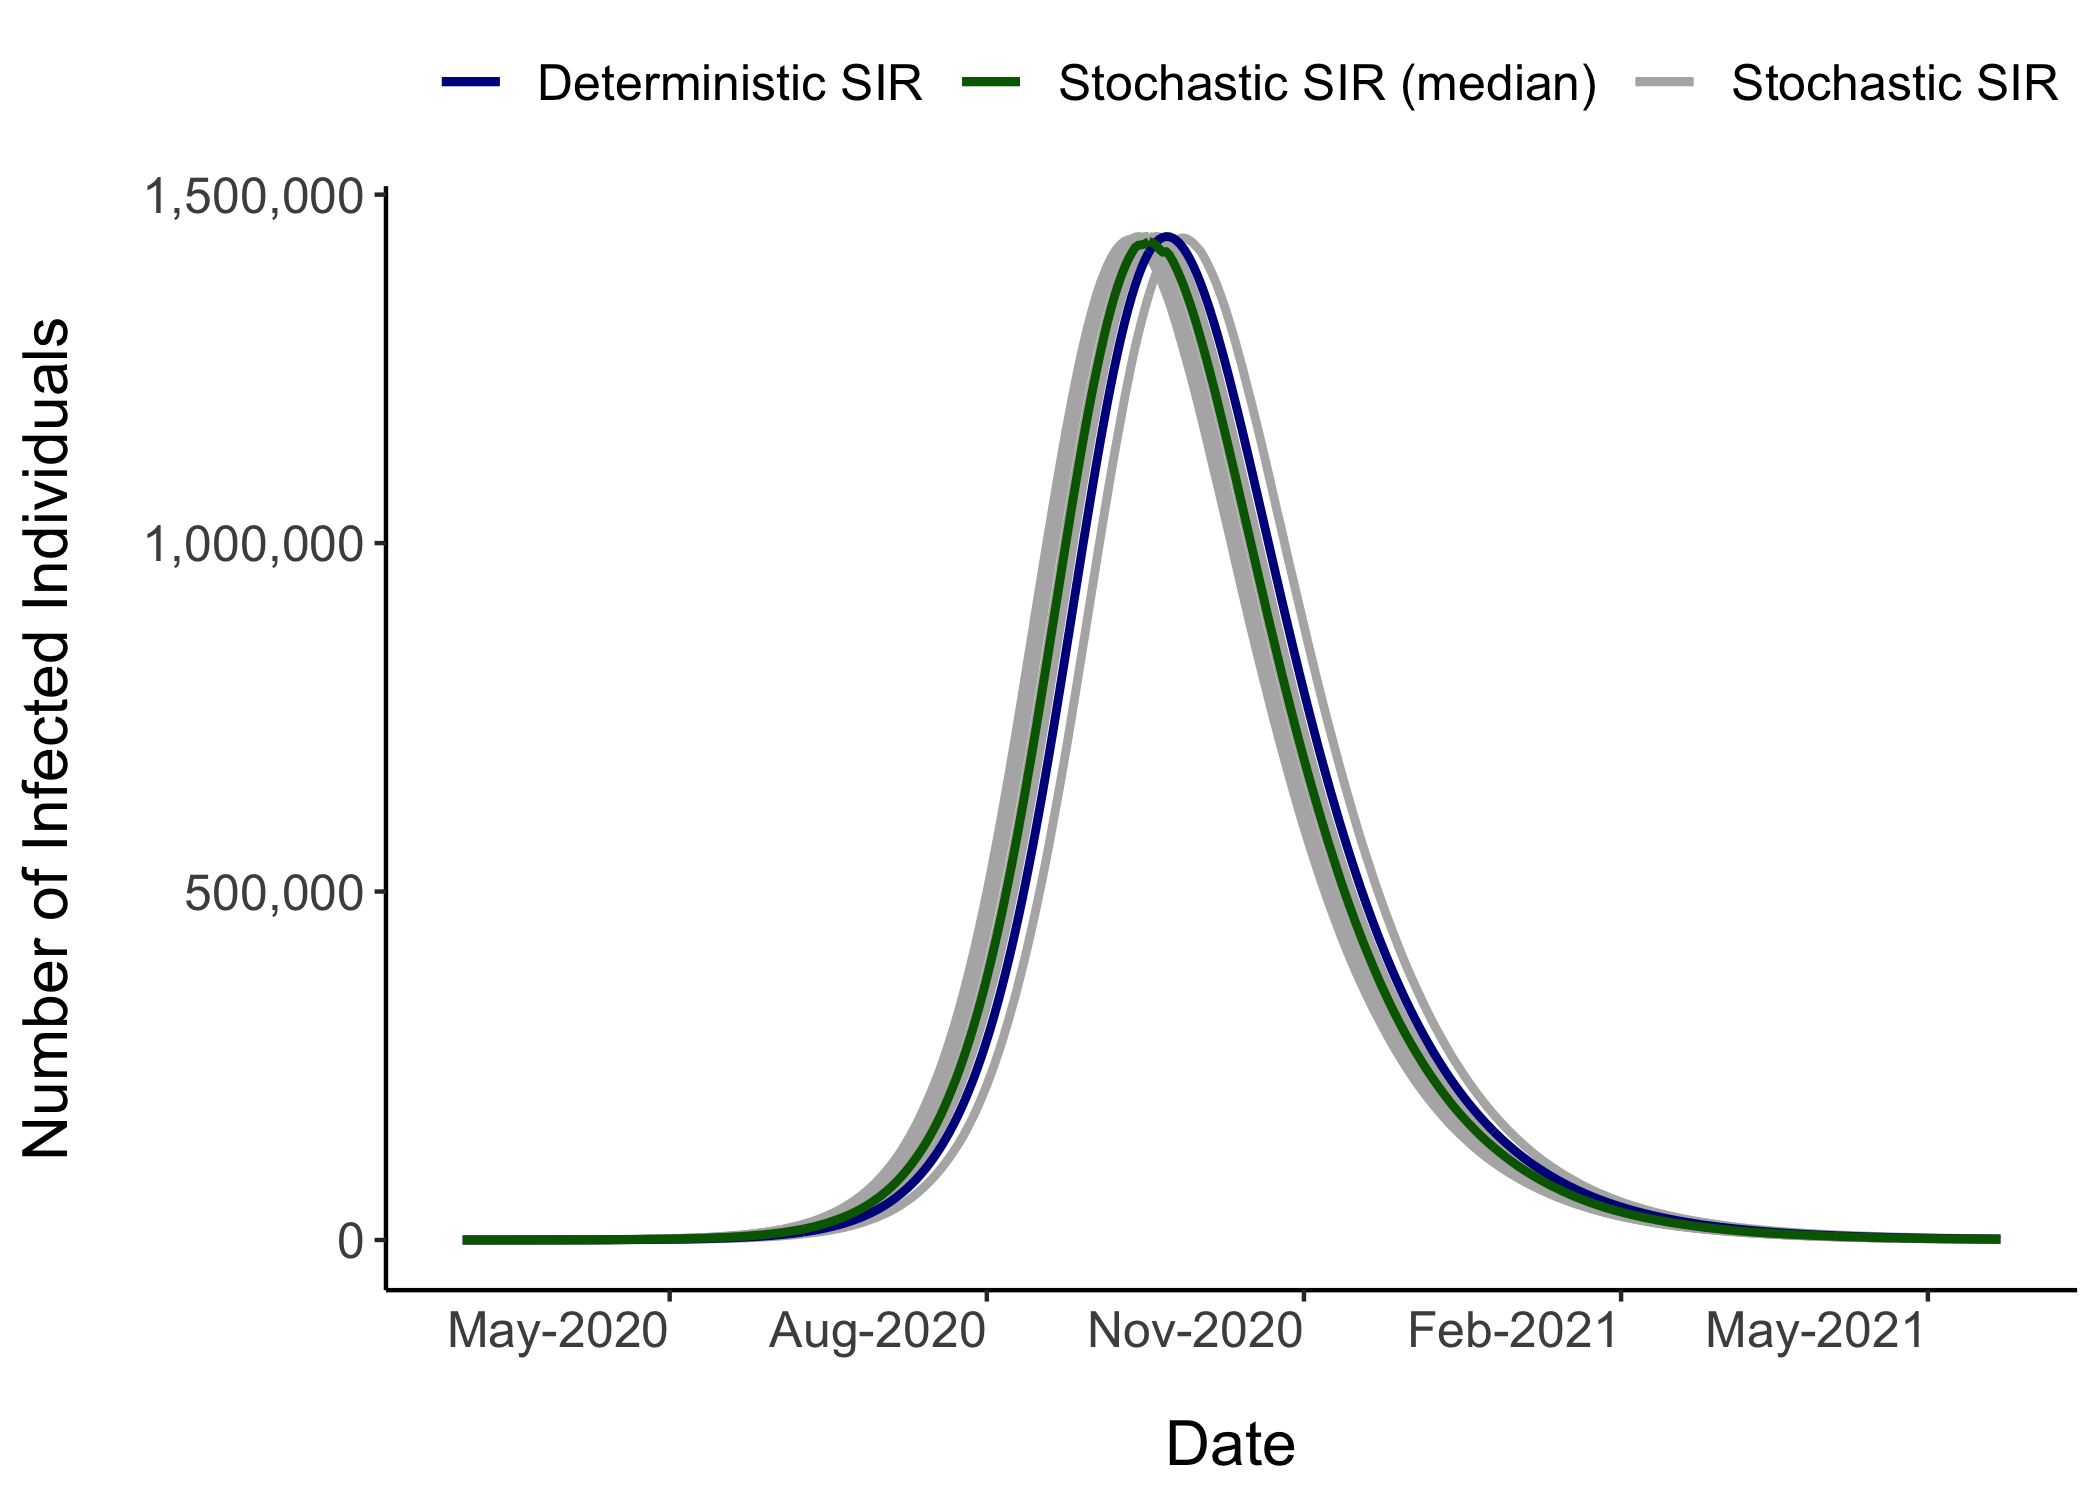 Deterministic SIR Stochastic SIR (median) Stochastic SIR
Number of Infected Individuals
1,500,000
1,000,000
500,000
0
May-2020 Aug-2020 Nov-2020 Feb-2021 May-2021
Date